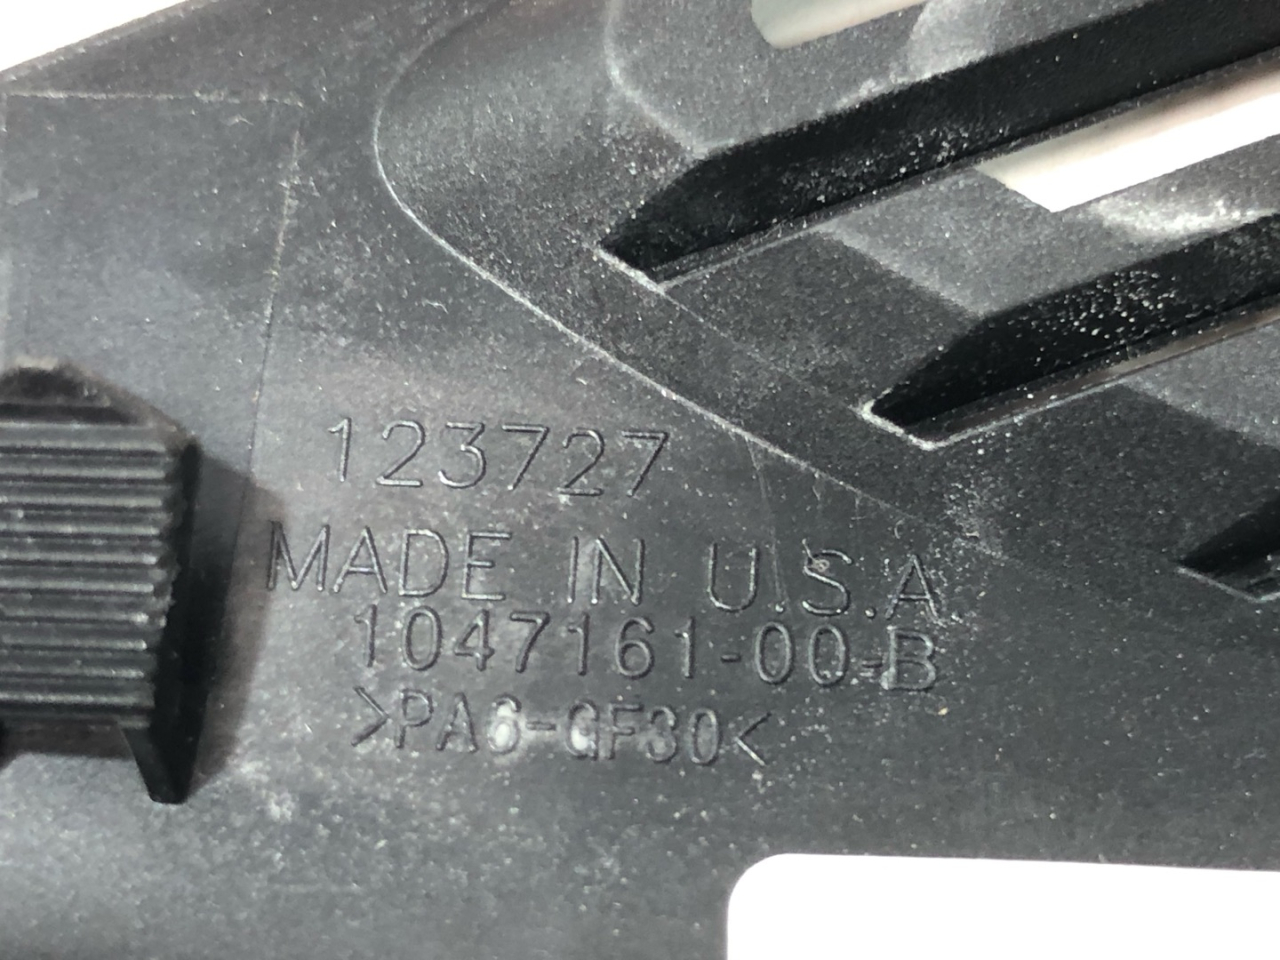 123727
MADE IN U.S.A
1047161-00-B
>PA6-GF30<